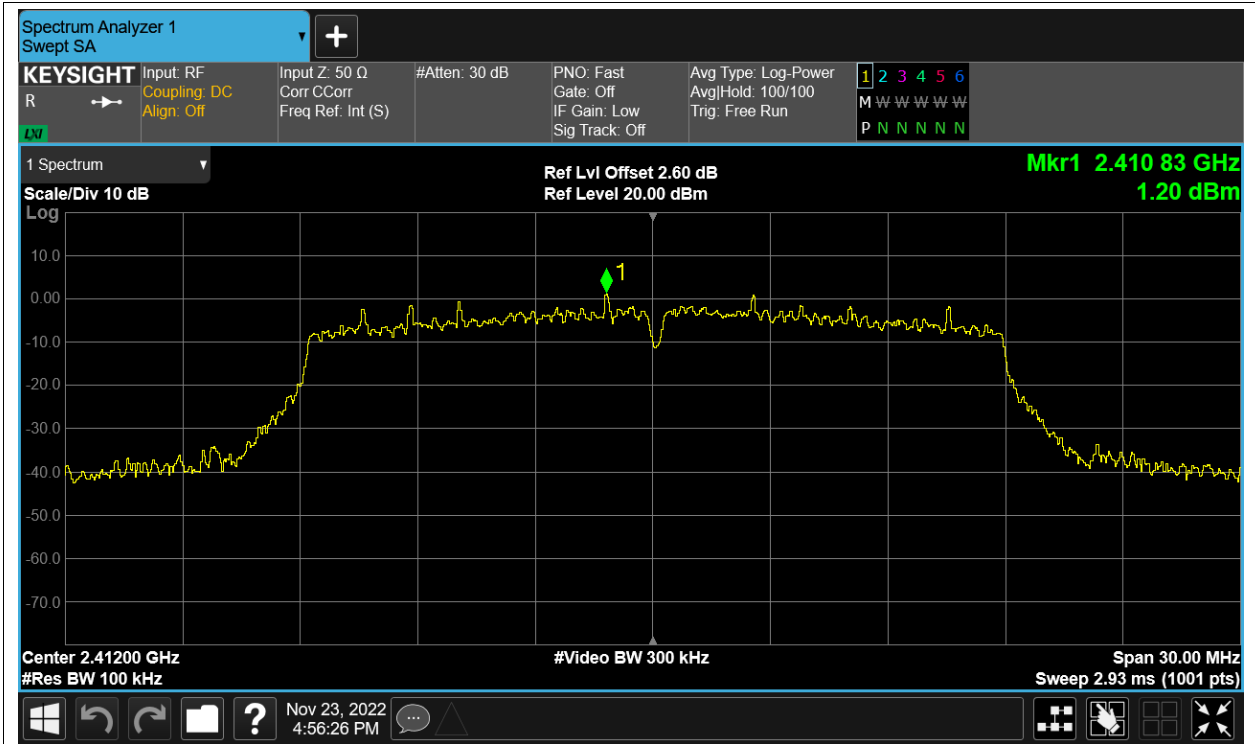 Spectrum Analyzer 1
Swept SA
KEYSIGHT
R
LXI
Input: RF
Coupling: DC
Align: Off
Input Z: 50 Ω
Corr CCorr
Freq Ref: Int (S)
#Atten: 30 dB
PNO: Fast
Gate: Off
IF Gain: Low
Sig Track: Off
Avg Type: Log-Power
Avg|Hold: 100/100
Trig: Free Run
1 2 3 4 5 6
M W W W W W
P N N N N N
1 Spectrum
Scale/Div 10 dB
Log
Ref Lvl Offset 2.60 dB
Ref Level 20.00 dBm
Mkr1 2.410 83 GHz
1.20 dBm
10.0
0.00
-10.0
-20.0
-30.0
-40.0
-50.0
-60.0
-70.0
1
Center 2.41200 GHz
#Res BW 100 kHz
#Video BW 300 kHz
Span 30.00 MHz
Sweep 2.93 ms (1001 pts)
?
Nov 23, 2022
4:56:26 PM